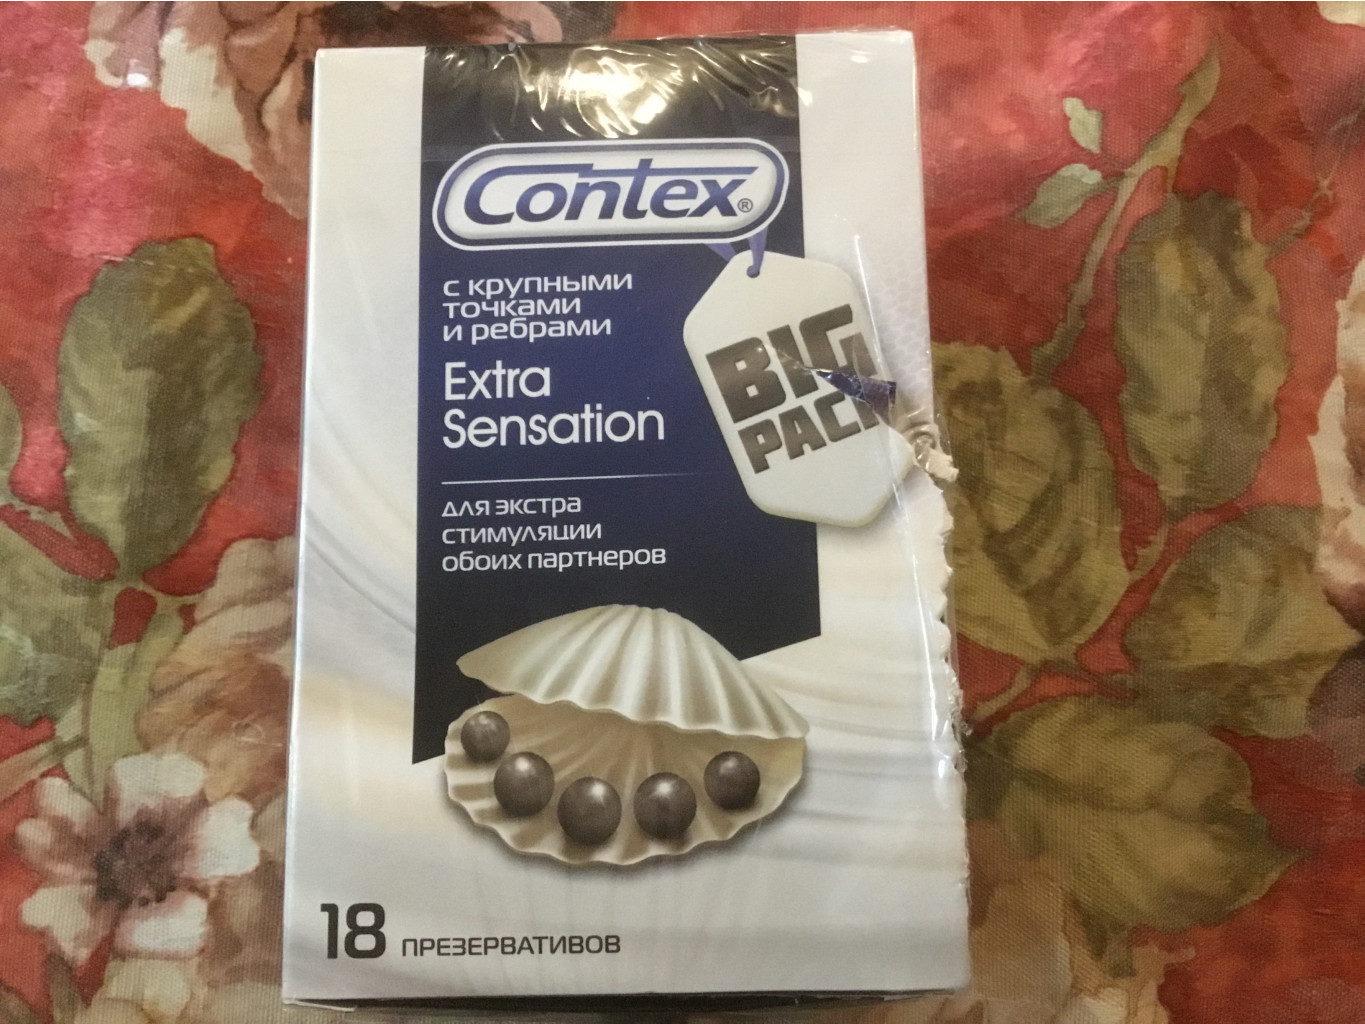 Contex®
с крупными
точками
и ребрами
Extra
Sensation
BIG
PACK
для экстра
стимуляции
обоих партнеров
18 ПРЕЗЕРВАТИВОВ